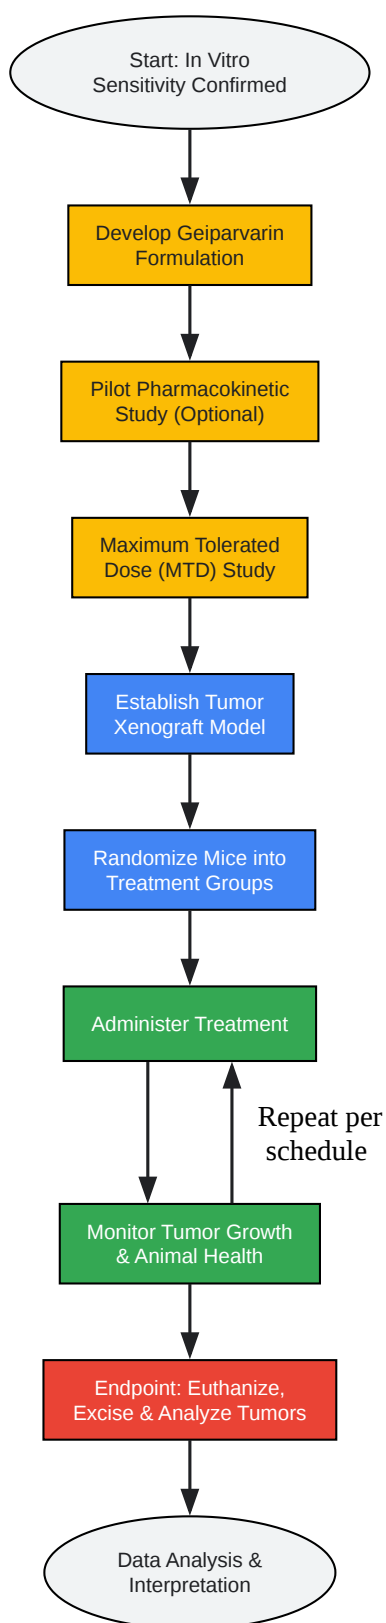 Start: In Vitro
Sensitivity Confirmed
Develop Geiparvarin
Formulation
Pilot Pharmacokinetic
Study (Optional)
Maximum Tolerated
Dose (MTD) Study
Establish Tumor
Xenograft Model
Randomize Mice into
Treatment Groups
Administer Treatment
Repeat per
schedule
Monitor Tumor Growth
& Animal Health
Endpoint: Euthanize,
Excise & Analyze Tumors
Data Analysis &
Interpretation